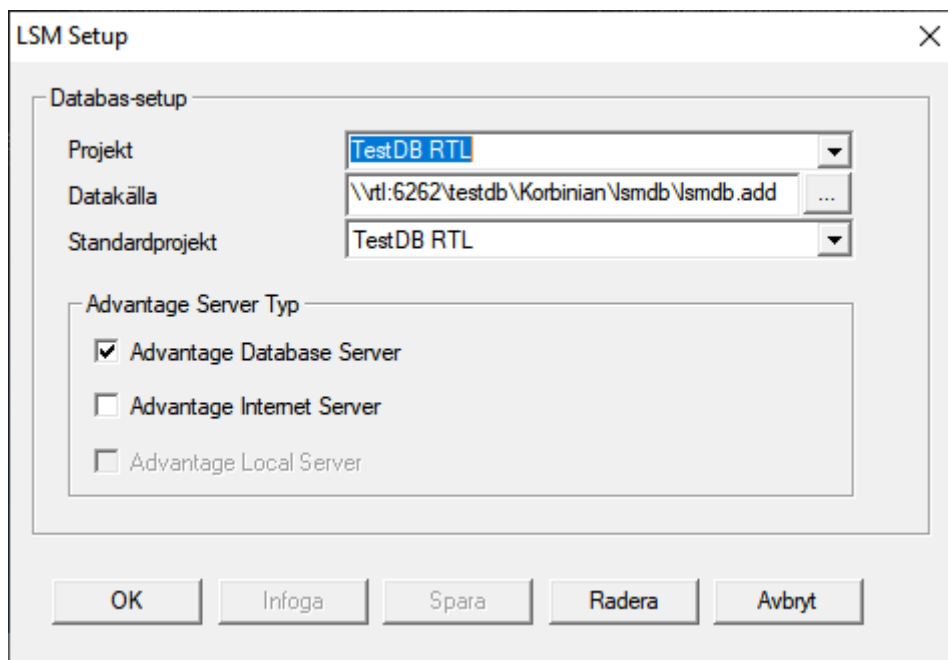 LSM Setup
Databas-setup
Projekt TestDB RTL
Datakälla \\rtl:6262\testdb\Korbinian\lsmdb\lsmdb.add ...
Standardprojekt TestDB RTL
Advantage Server Typ
Advantage Database Server
Advantage Internet Server
Advantage Local Server
OK Infoga Spara Radera Avbryt